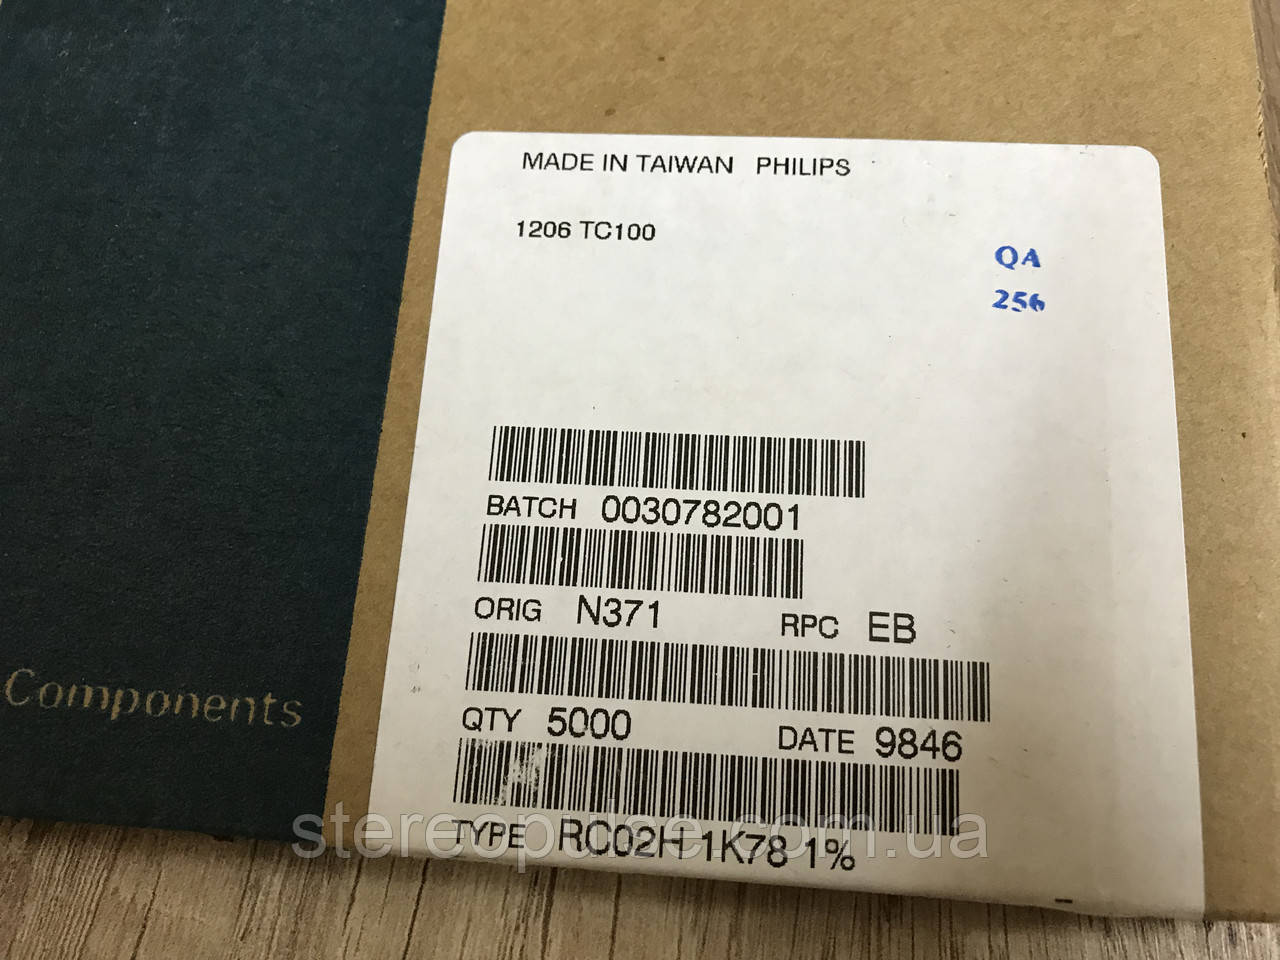 MADE IN TAIWAN PHILIPS
1206 TC100
QA
256
BATCH 0030782001
ORIG N371 RPC EB
QTY 5000 DATE 9846
TYPE RC02H 1K78 1%
Components
stereopulse.com.ua